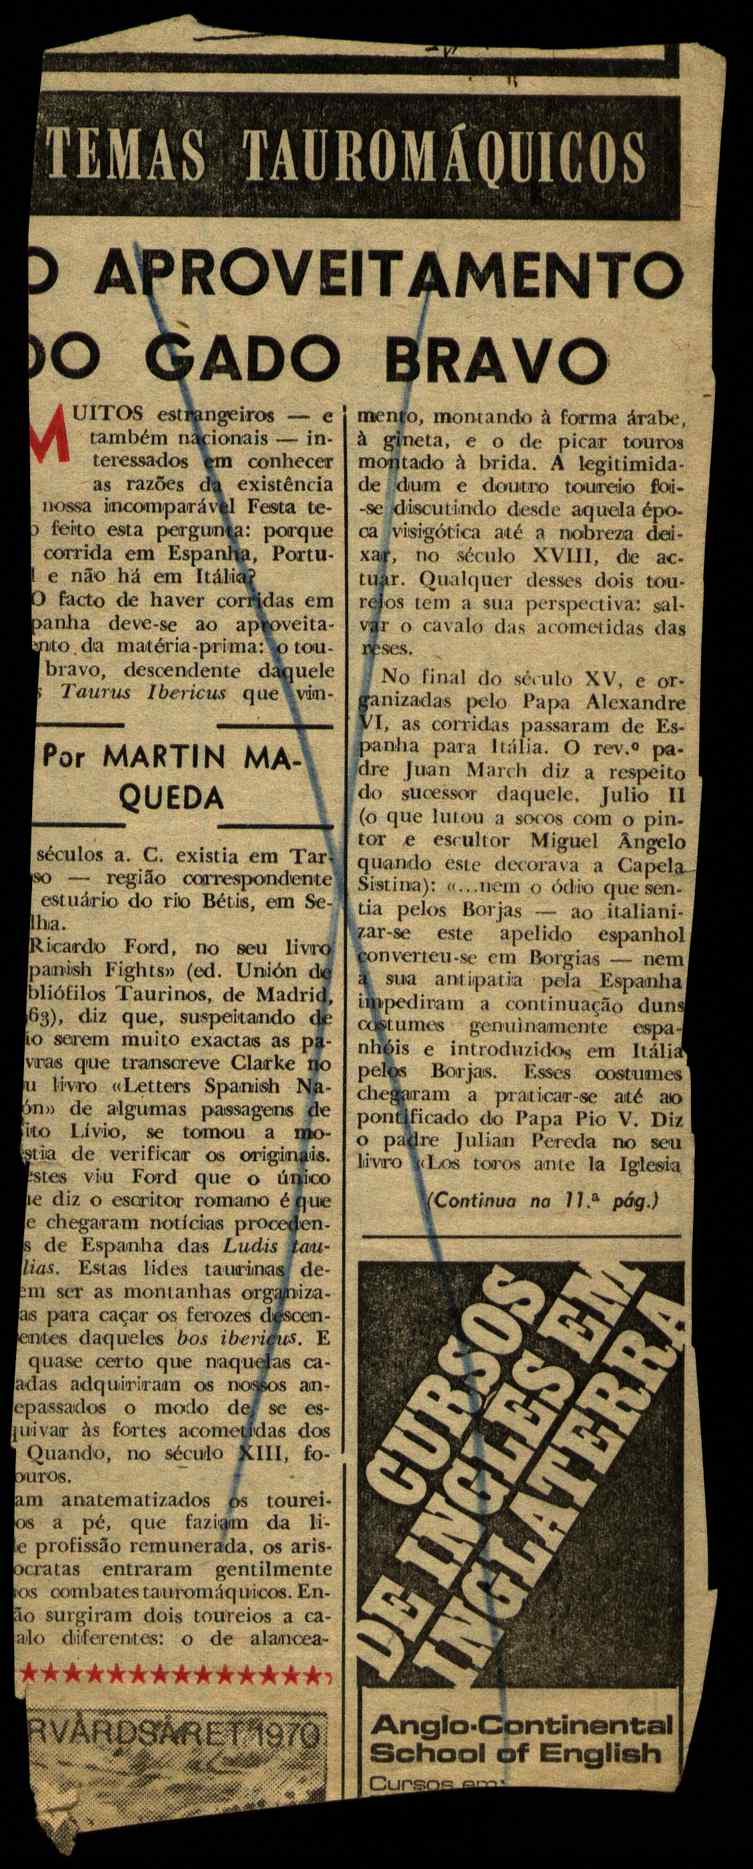 TEMAS TAUROMÁQUICOS
O APROVEITAMENTO
DO GADO BRAVO
MUITOS estrangeiros — e
também nacionais — in-
teressados em conhecer
as razões da existência
nossa incomparável Festa te-
feito esta pergunta: porque
corrida em Espanha, Portu-
l e não há em Itália?
O facto de haver corridas em
panha deve-se ao aproveita-
ento da matéria-prima: o tou-
bravo, descendente daquele
s Taurus Ibericus que vin-
Por MARTIN MA-
QUEDA
séculos a. C. existia em Tar-
so — região correspondente
estuário do rio Bétis, em Se-
lha.
Ricardo Ford, no seu livro
panish Fights» (ed. Unión de
bliófilos Taurinos, de Madrid,
63), diz que, suspeitando de
ão serem muito exactas as pa-
vras que transcreve Clarke no
u livro «Letters Spanish Na-
ón» de algumas passagens de
ito Lívio, se tomou a mo-
stia de verificar os originais.
estes viu Ford que o único
ue diz o escritor romano é que
e chegaram notícias proceden-
s de Espanha das Ludis tau-
lias. Estas lides taurinas de-
em ser as montanhas organiza-
as para caçar os ferozes descen-
entes daqueles bos ibericus. E
quase certo que naquelas ca-
adas adquiriram os nossos an-
epassados o modo de se es-
quivar às fortes acometidas dos
Quando, no século XIII, fo-
ouros.
am anatematizados os tourei-
os a pé, que faziam da li-
e profissão remunerada, os aris-
ocratas entraram gentilmente
os combates tauromáquicos. En-
ão surgiram dois toureios a ca-
alo diferentes: o de alancea-
RVÅRDSÅRET 1970
mento, montando à forma árabe,
à gineta, e o de picar touros
montado à brida. A legitimida-
de dum e doutro toureio foi-
-se discutindo desde aquela épo-
ca visigótica até a nobreza dei-
xar, no século XVIII, de ac-
tuar. Qualquer desses dois tou-
reios tem a sua perspectiva: sal-
var o cavalo das acometidas das
reses.
No final do século XV, e or-
ganizadas pelo Papa Alexandre
VI, as corridas passaram de Es-
panha para Itália. O rev.º pa-
dre Juan March diz a respeito
do sucessor daquele, Julio II
(o que lutou a socos com o pin-
tor e escultor Miguel Ângelo
quando este decorava a Capela
Sistina): «...nem o ódio que sen-
tia pelos Borjas — ao italiani-
zar-se este apelido espanhol
converteu-se em Borgias — nem
a sua antipatia pela Espanha
impediram a continuação duns
costumes genuinamente espa-
nhóis e introduzidos em Itália
pelos Borjas. Esses costumes
chegaram a praticar-se até ao
pontificado do Papa Pio V. Diz
o padre Julian Pereda no seu
livro «Los toros ante la Iglesia
(Continua na 11.ª pág.)
CURSOS
DE INGLES EM
INGLATERRA
Anglo-Continental
School of English
Cursos em: